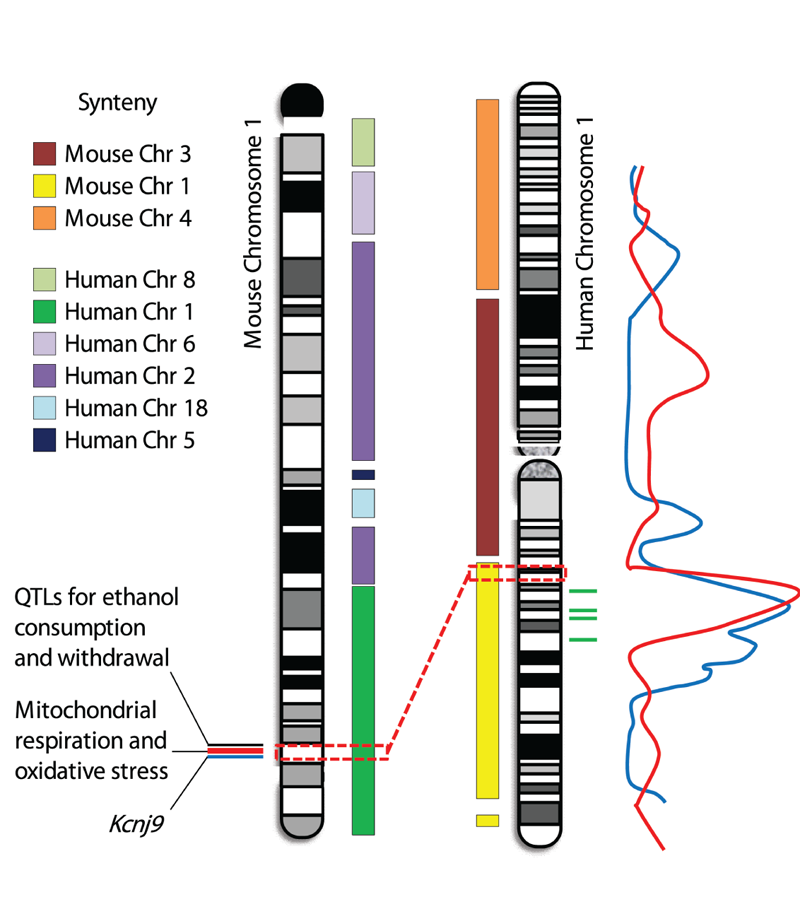 Synteny
Mouse Chr 3
Mouse Chr 1
Mouse Chr 4
Human Chr 8
Human Chr 1
Human Chr 6
Human Chr 2
Human Chr 18
Human Chr 5
Mouse Chromosome 1
Human Chromosome 1
QTLs for ethanol
consumption
and withdrawal
Mitochondrial
respiration and
oxidative stress
Kcnj9